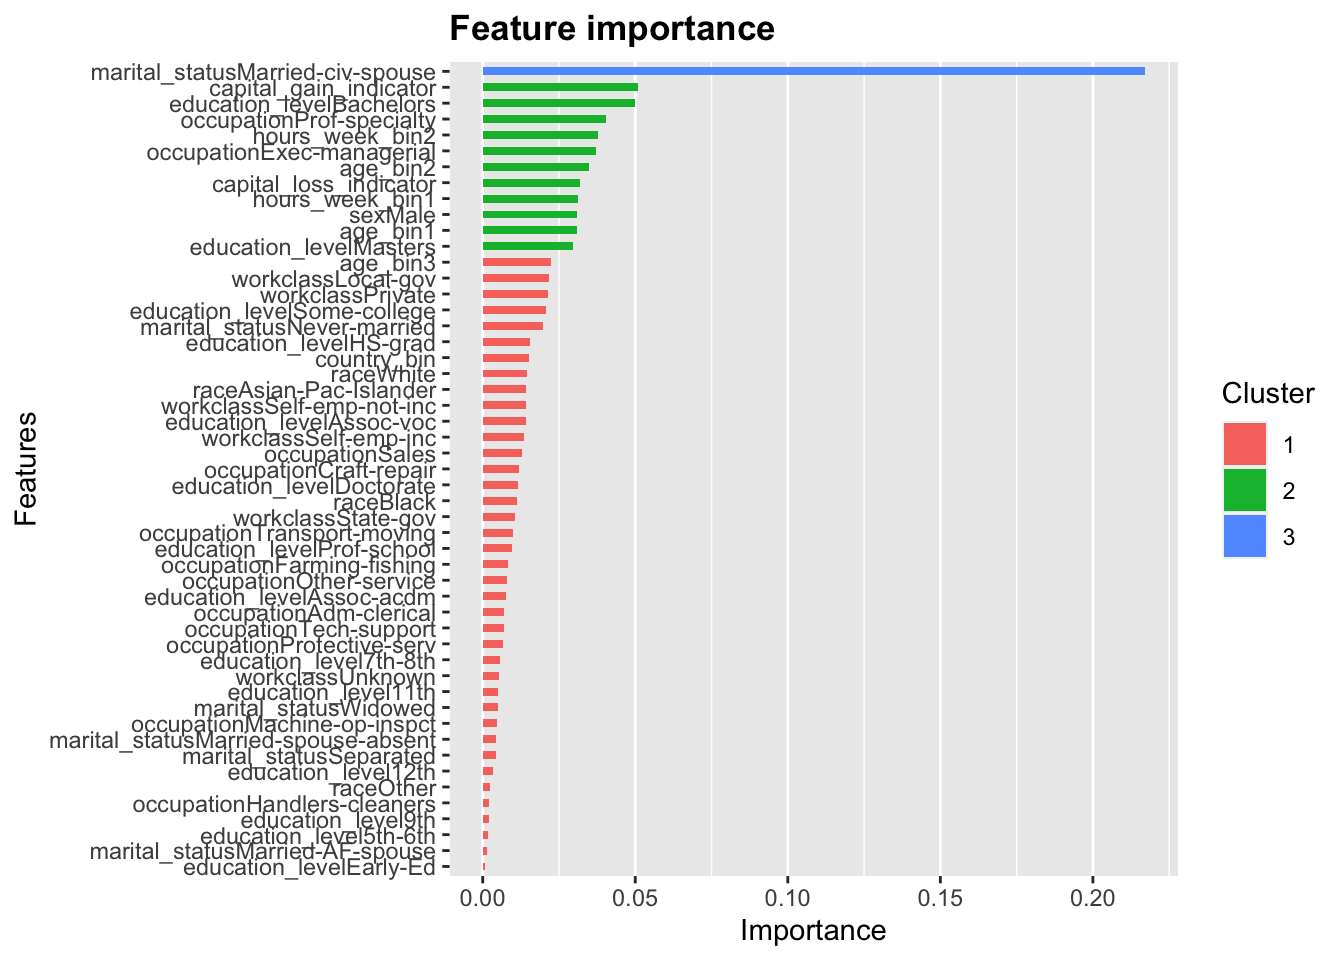 Feature importance
marital_statusMarried-civ-spouse
capital_gain_indicator
education_levelBachelors
occupationProf-specialty
hours_week_bin2
occupationExec-managerial
age_bin2
capital_loss_indicator
hours_week_bin1
sexMale
age_bin1
education_levelMasters
age_bin3
workclassLocal-gov
workclassPrivate
education_levelSome-college
marital_statusNever-married
education_levelHS-grad
country_bin
raceWhite
raceAsian-Pac-Islander
workclassSelf-emp-not-inc
education_levelAssoc-voc
workclassSelf-emp-inc
occupationSales
occupationCraft-repair
education_levelDoctorate
raceBlack
workclassState-gov
occupationTransport-moving
education_levelProf-school
occupationFarming-fishing
occupationOther-service
education_levelAssoc-acdm
occupationAdm-clerical
occupationTech-support
occupationProtective-serv
education_level7th-8th
workclassUnknown
education_level11th
marital_statusWidowed
occupationMachine-op-inspct
marital_statusMarried-spouse-absent
marital_statusSeparated
education_level12th
raceOther
occupationHandlers-cleaners
education_level9th
education_level5th-6th
marital_statusMarried-AF-spouse
education_levelEarly-Ed
Features
0.00 0.05 0.10 0.15 0.20
Importance
Cluster
1
2
3